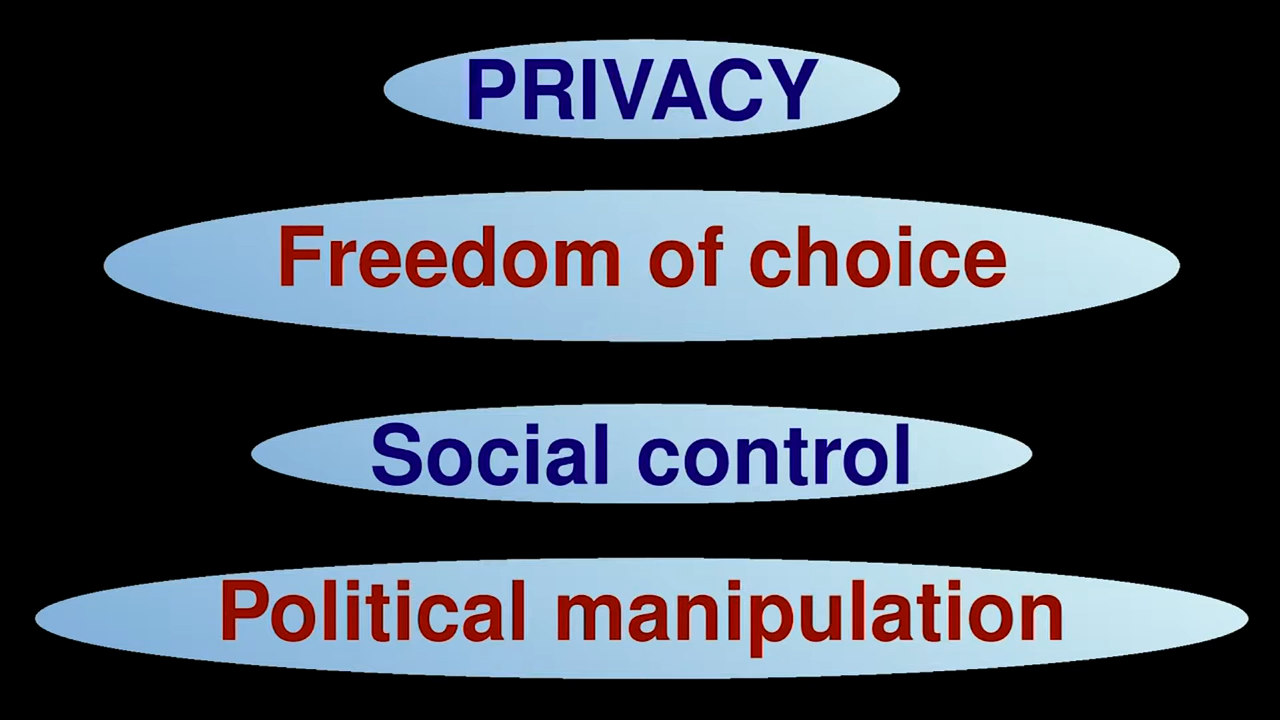 PRIVACY
Freedom of choice
Social control
Political manipulation